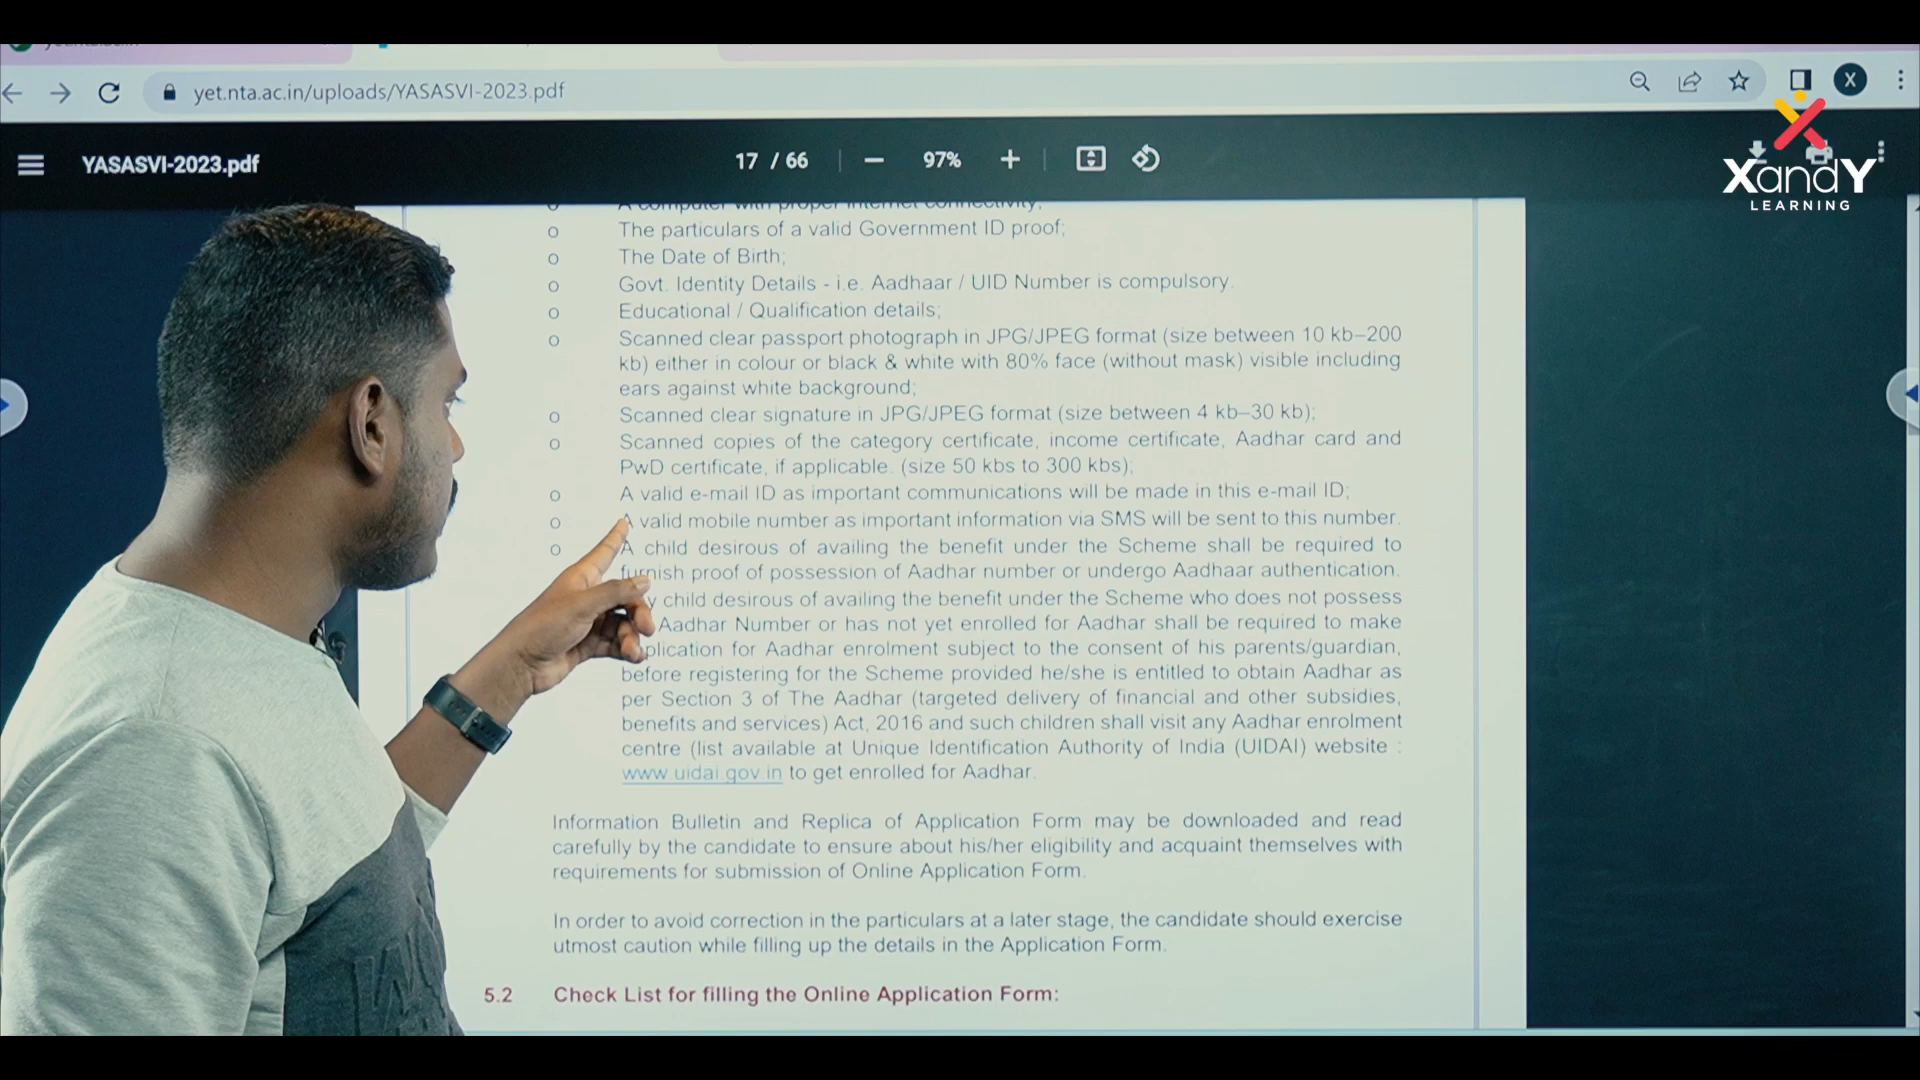 yet.nta.ac.in/uploads/YASASVI-2023.pdf
X
YASASVI-2023.pdf
17 / 66
97%
XandY
LEARNING
o A computer with proper internet connectivity;
o The particulars of a valid Government ID proof;
o The Date of Birth;
o Govt. Identity Details - i.e. Aadhaar / UID Number is compulsory.
o Educational / Qualification details;
o Scanned clear passport photograph in JPG/JPEG format (size between 10 kb–200
kb) either in colour or black & white with 80% face (without mask) visible including
ears against white background;
o Scanned clear signature in JPG/JPEG format (size between 4 kb–30 kb);
o Scanned copies of the category certificate, income certificate, Aadhar card and
PwD certificate, if applicable. (size 50 kbs to 300 kbs);
o A valid e-mail ID as important communications will be made in this e-mail ID;
o A valid mobile number as important information via SMS will be sent to this number.
o A child desirous of availing the benefit under the Scheme shall be required to
furnish proof of possession of Aadhar number or undergo Aadhaar authentication.
child desirous of availing the benefit under the Scheme who does not possess
Aadhar Number or has not yet enrolled for Aadhar shall be required to make
plication for Aadhar enrolment subject to the consent of his parents/guardian,
before registering for the Scheme provided he/she is entitled to obtain Aadhar as
per Section 3 of The Aadhar (targeted delivery of financial and other subsidies,
benefits and services) Act, 2016 and such children shall visit any Aadhar enrolment
centre (list available at Unique Identification Authority of India (UIDAI) website :
www.uidai.gov.in to get enrolled for Aadhar.
Information Bulletin and Replica of Application Form may be downloaded and read
carefully by the candidate to ensure about his/her eligibility and acquaint themselves with
requirements for submission of Online Application Form.
In order to avoid correction in the particulars at a later stage, the candidate should exercise
utmost caution while filling up the details in the Application Form.
5.2 Check List for filling the Online Application Form: